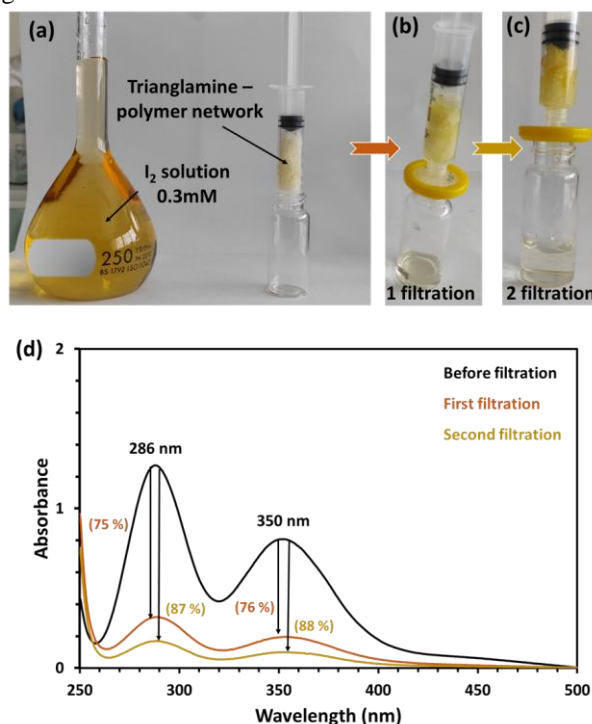 (a)
Trianglamine –
polymer network
I₂ solution
0.3mM
250
(b)
1 filtration
(c)
2 filtration
(d)
2
1
0
Absorbance
Before filtration
First filtration
Second filtration
286 nm
350 nm
(75 %)
(87 %)
(76 %)
(88 %)
250
300
350
400
450
500
Wavelength (nm)